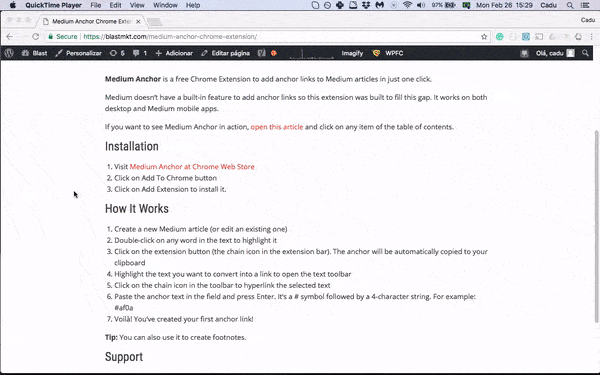 QuickTime Player File Edit View Window Help 97% Mon Feb 26 15:29 Cadu
Medium Anchor Chrome Exten × Cadu
Secure https://blastmkt.com/medium-anchor-chrome-extension/
Blast Personalizar 5 1 Adicionar Editar página Imagify WPFC Olá, cadu
Medium Anchor is a free Chrome Extension to add anchor links to Medium articles in just one click.
Medium doesn't have a built-in feature to add anchor links so this extension was built to fill this gap. It works on both
desktop and Medium mobile apps.
If you want to see Medium Anchor in action, open this article and click on any item of the table of contents.
Installation
1. Visit Medium Anchor at Chrome Web Store
2. Click on Add To Chrome button
3. Click on Add Extension to install it.
How It Works
1. Create a new Medium article (or edit an existing one)
2. Double-click on any word in the text to highlight it
3. Click on the extension button (the chain icon in the extension bar). The anchor will be automatically copied to your
clipboard
4. Highlight the text you want to convert into a link to open the text toolbar
5. Click on the chain icon in the toolbar to hyperlink the selected text
6. Paste the anchor text in the field and press Enter. It's a # symbol followed by a 4-character string. For example:
#af0a
7. Voilà! You've created your first anchor link!
Tip: You can also use it to create footnotes.
Support